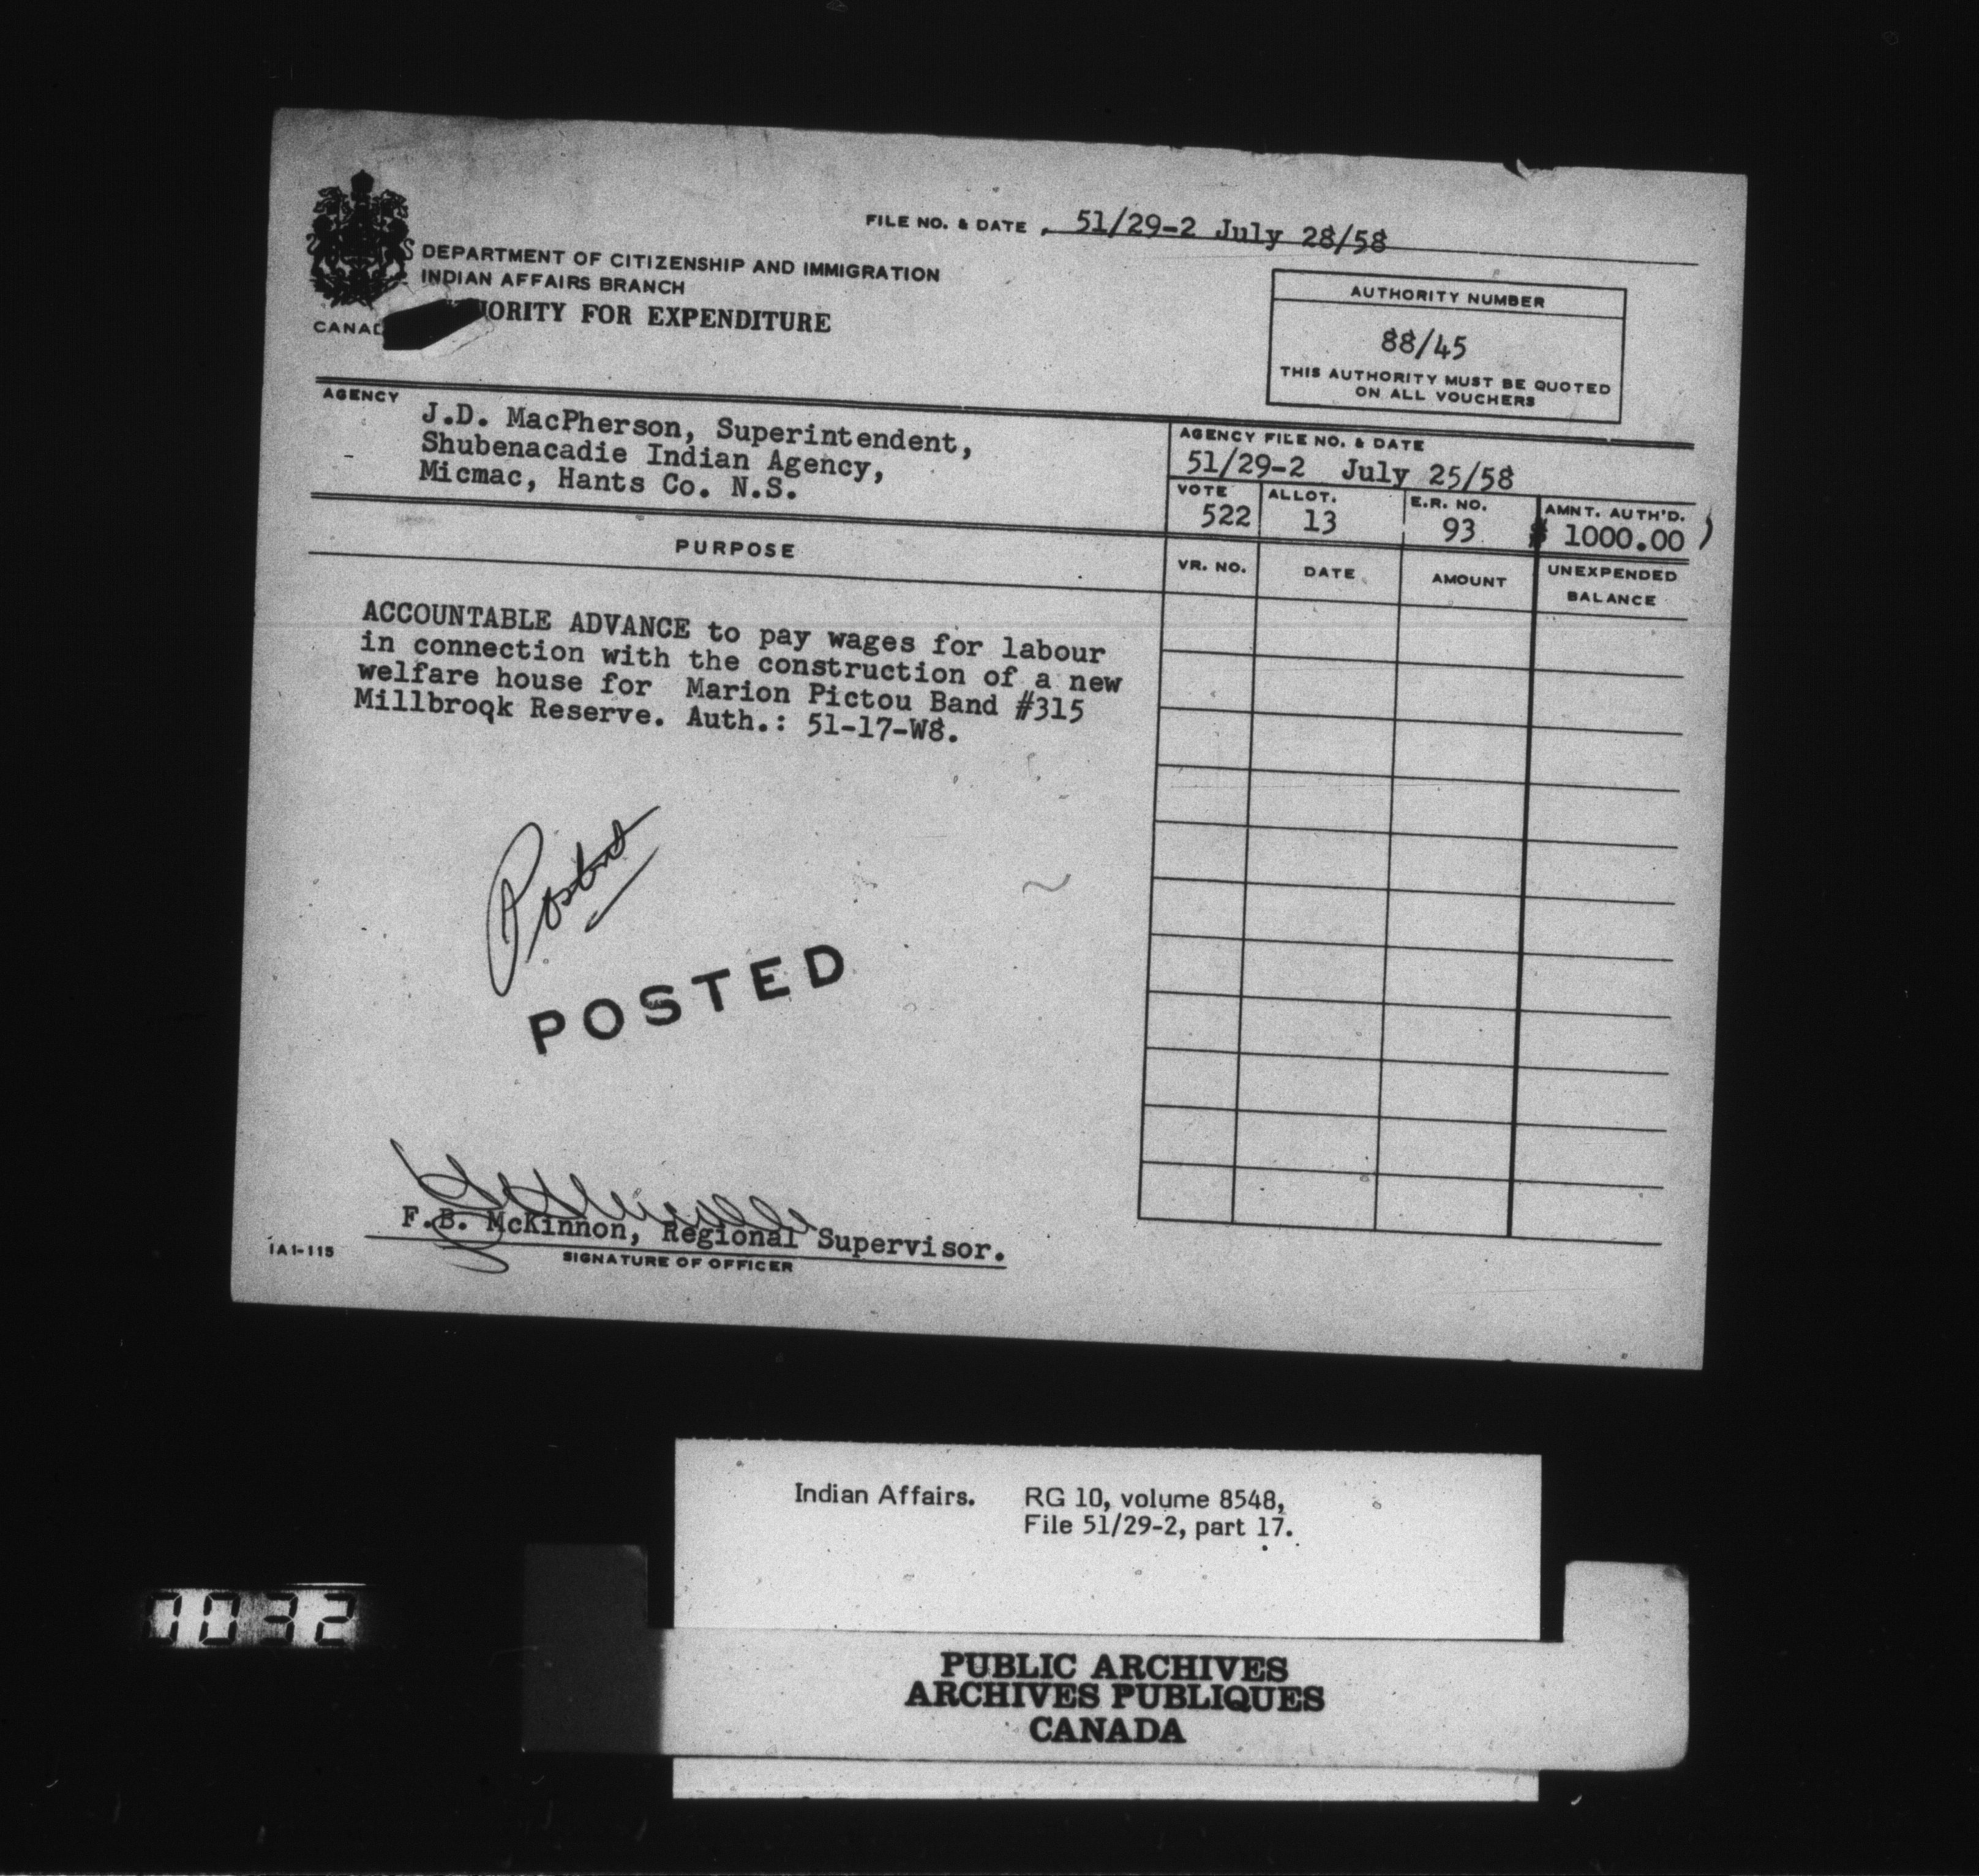 FILE NO. & DATE 51/29-2 July 28/58
DEPARTMENT OF CITIZENSHIP AND IMMIGRATION
INDIAN AFFAIRS BRANCH
ORITY FOR EXPENDITURE
CANAD
AUTHORITY NUMBER
88/45
THIS AUTHORITY MUST BE QUOTED
ON ALL VOUCHERS
AGENCY
J.D. MacPherson, Superintendent,
Shubenacadie Indian Agency,
Micmac, Hants Co. N.S.
AGENCY FILE NO. & DATE
51/29-2 July 25/58
VOTE ALLOT. E.R. NO. AMNT. AUTH'D.
522 13 93 $ 1000.00
PURPOSE
VR. NO. DATE AMOUNT UNEXPENDED
BALANCE
ACCOUNTABLE ADVANCE to pay wages for labour
in connection with the construction of a new
welfare house for Marion Pictou Band #315
Millbrook Reserve. Auth.: 51-17-W8.
Posted
POSTED
F.B. McKinnon, Regional Supervisor.
SIGNATURE OF OFFICER
IA1-115
Indian Affairs. RG 10, volume 8548,
File 51/29-2, part 17.
0032
PUBLIC ARCHIVES
ARCHIVES PUBLIQUES
CANADA